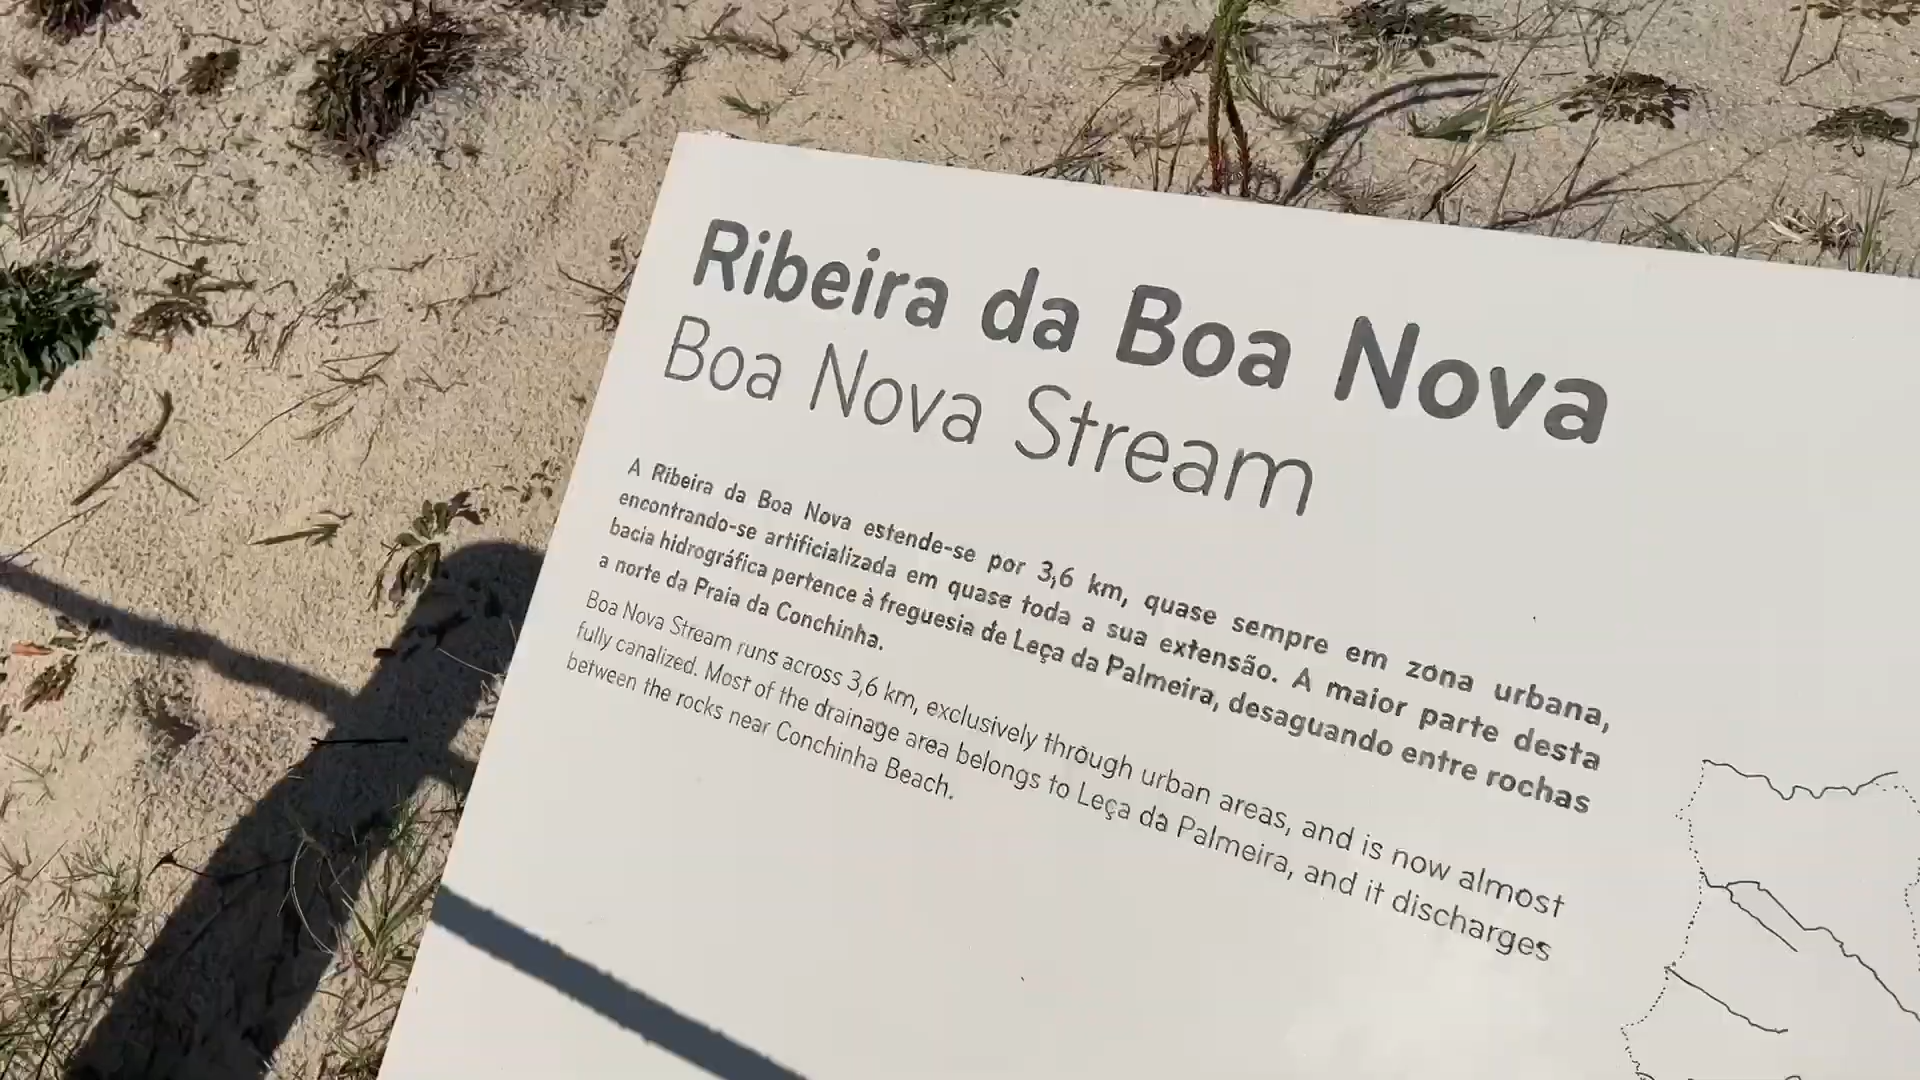 Ribeira da Boa Nova
Boa Nova Stream
A Ribeira da Boa Nova estende-se por 3,6 km, quase sempre em zona urbana,
encontrando-se artificializada em quase toda a sua extensão. A maior parte desta
bacia hidrográfica pertence à freguesia de Leça da Palmeira, desaguando entre rochas
a norte da Praia da Conchinha.
Boa Nova Stream runs across 3,6 km, exclusively through urban areas, and is now almost
fully canalized. Most of the drainage area belongs to Leça da Palmeira, and it discharges
between the rocks near Conchinha Beach.